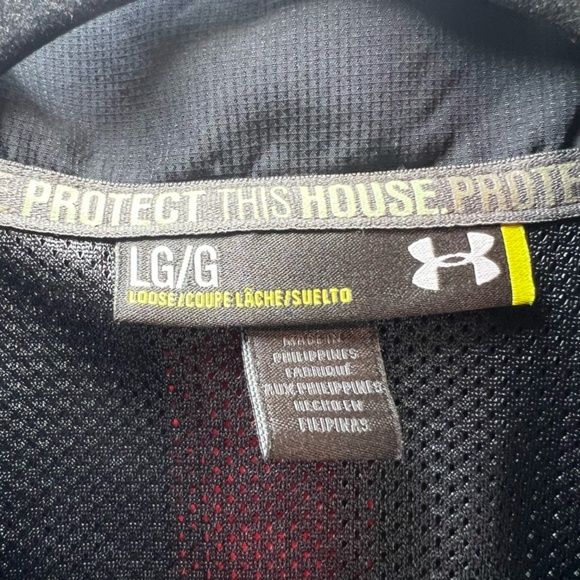 PROTECT THIS HOUSE. PROTE
LG/G
LOOSE/COUPE LÂCHE/SUELTO
MADE IN
PHILIPPINES
FABRIQUÉ
AUX PHILIPPINES
HECHO EN
FILIPINAS